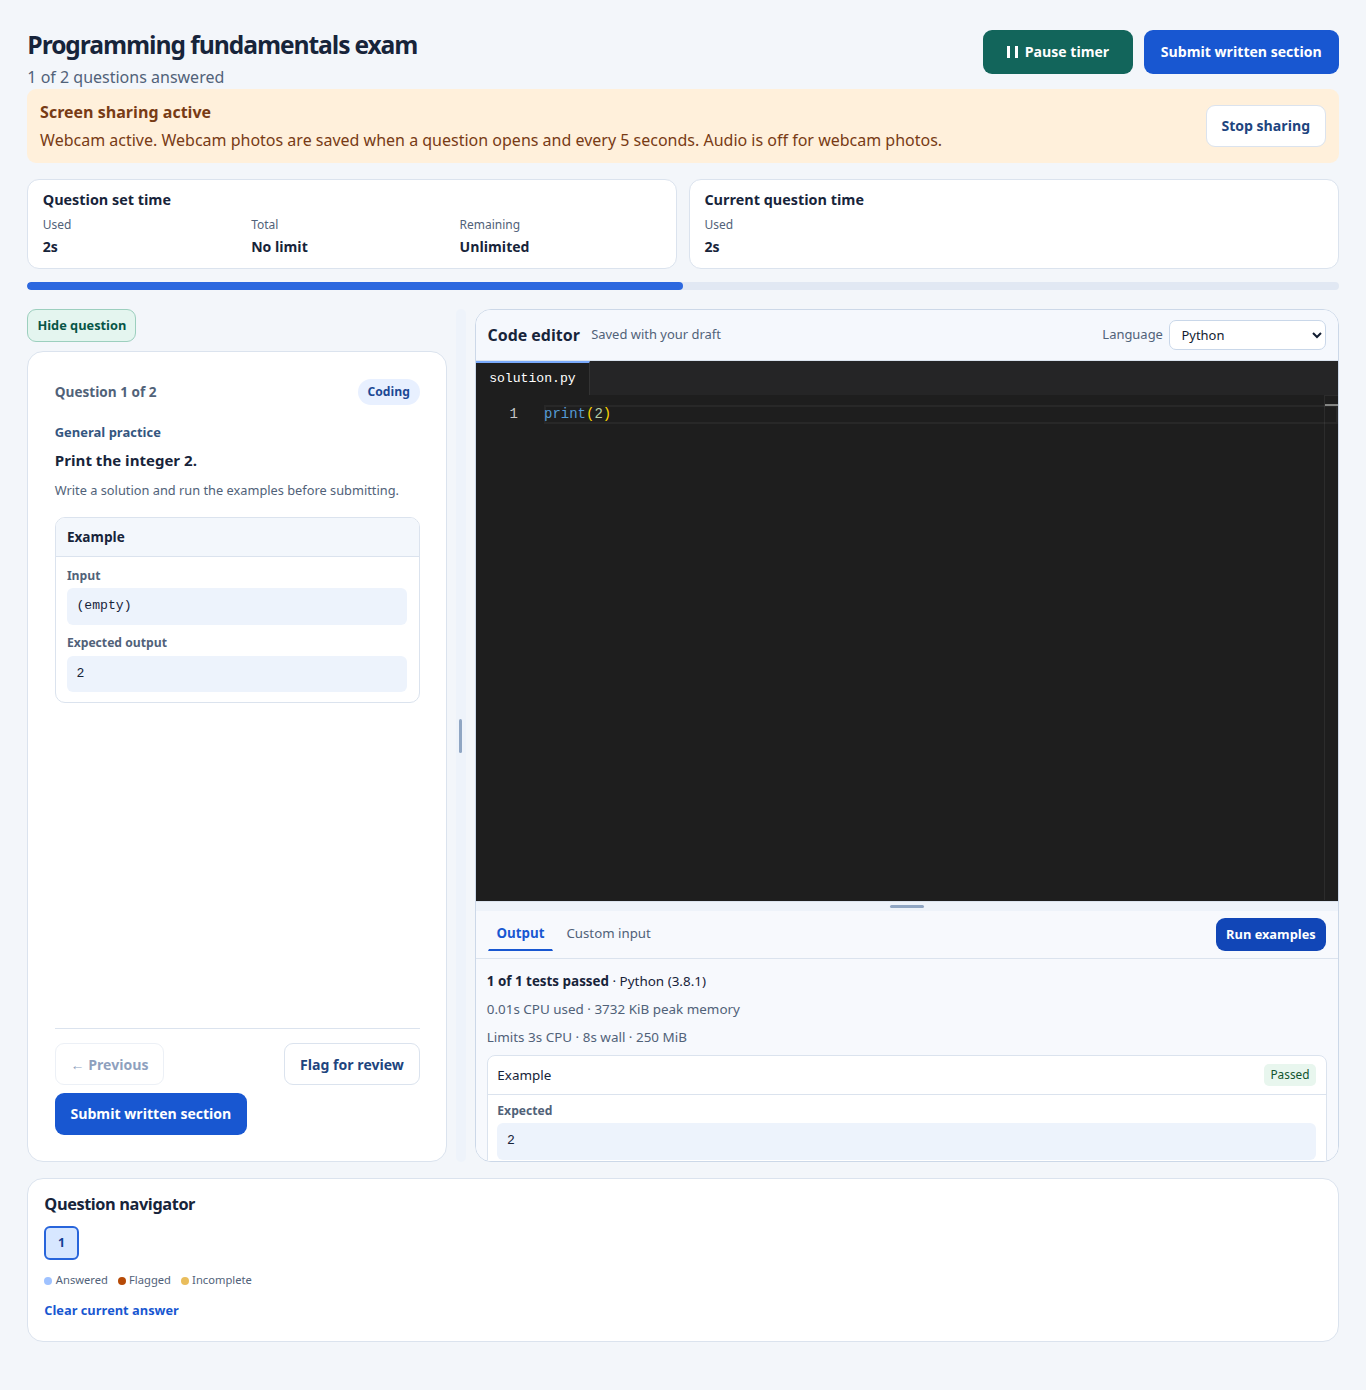 Programming fundamentals exam
1 of 2 questions answered
Pause timer
Submit written section
Screen sharing active
Webcam active. Webcam photos are saved when a question opens and every 5 seconds. Audio is off for webcam photos.
Stop sharing
Question set time
Used
Total
Remaining
2s
No limit
Unlimited
Current question time
Used
2s
Hide question
Question 1 of 2
Coding
General practice
Print the integer 2.
Write a solution and run the examples before submitting.
Example
Input
(empty)
Expected output
2
← Previous
Flag for review
Submit written section
Code editor
Saved with your draft
Language
Python
solution.py
1
print(2)
Output
Custom input
Run examples
1 of 1 tests passed · Python (3.8.1)
0.01s CPU used · 3732 KiB peak memory
Limits 3s CPU · 8s wall · 250 MiB
Example
Passed
Expected
2
Question navigator
1
Answered
Flagged
Incomplete
Clear current answer